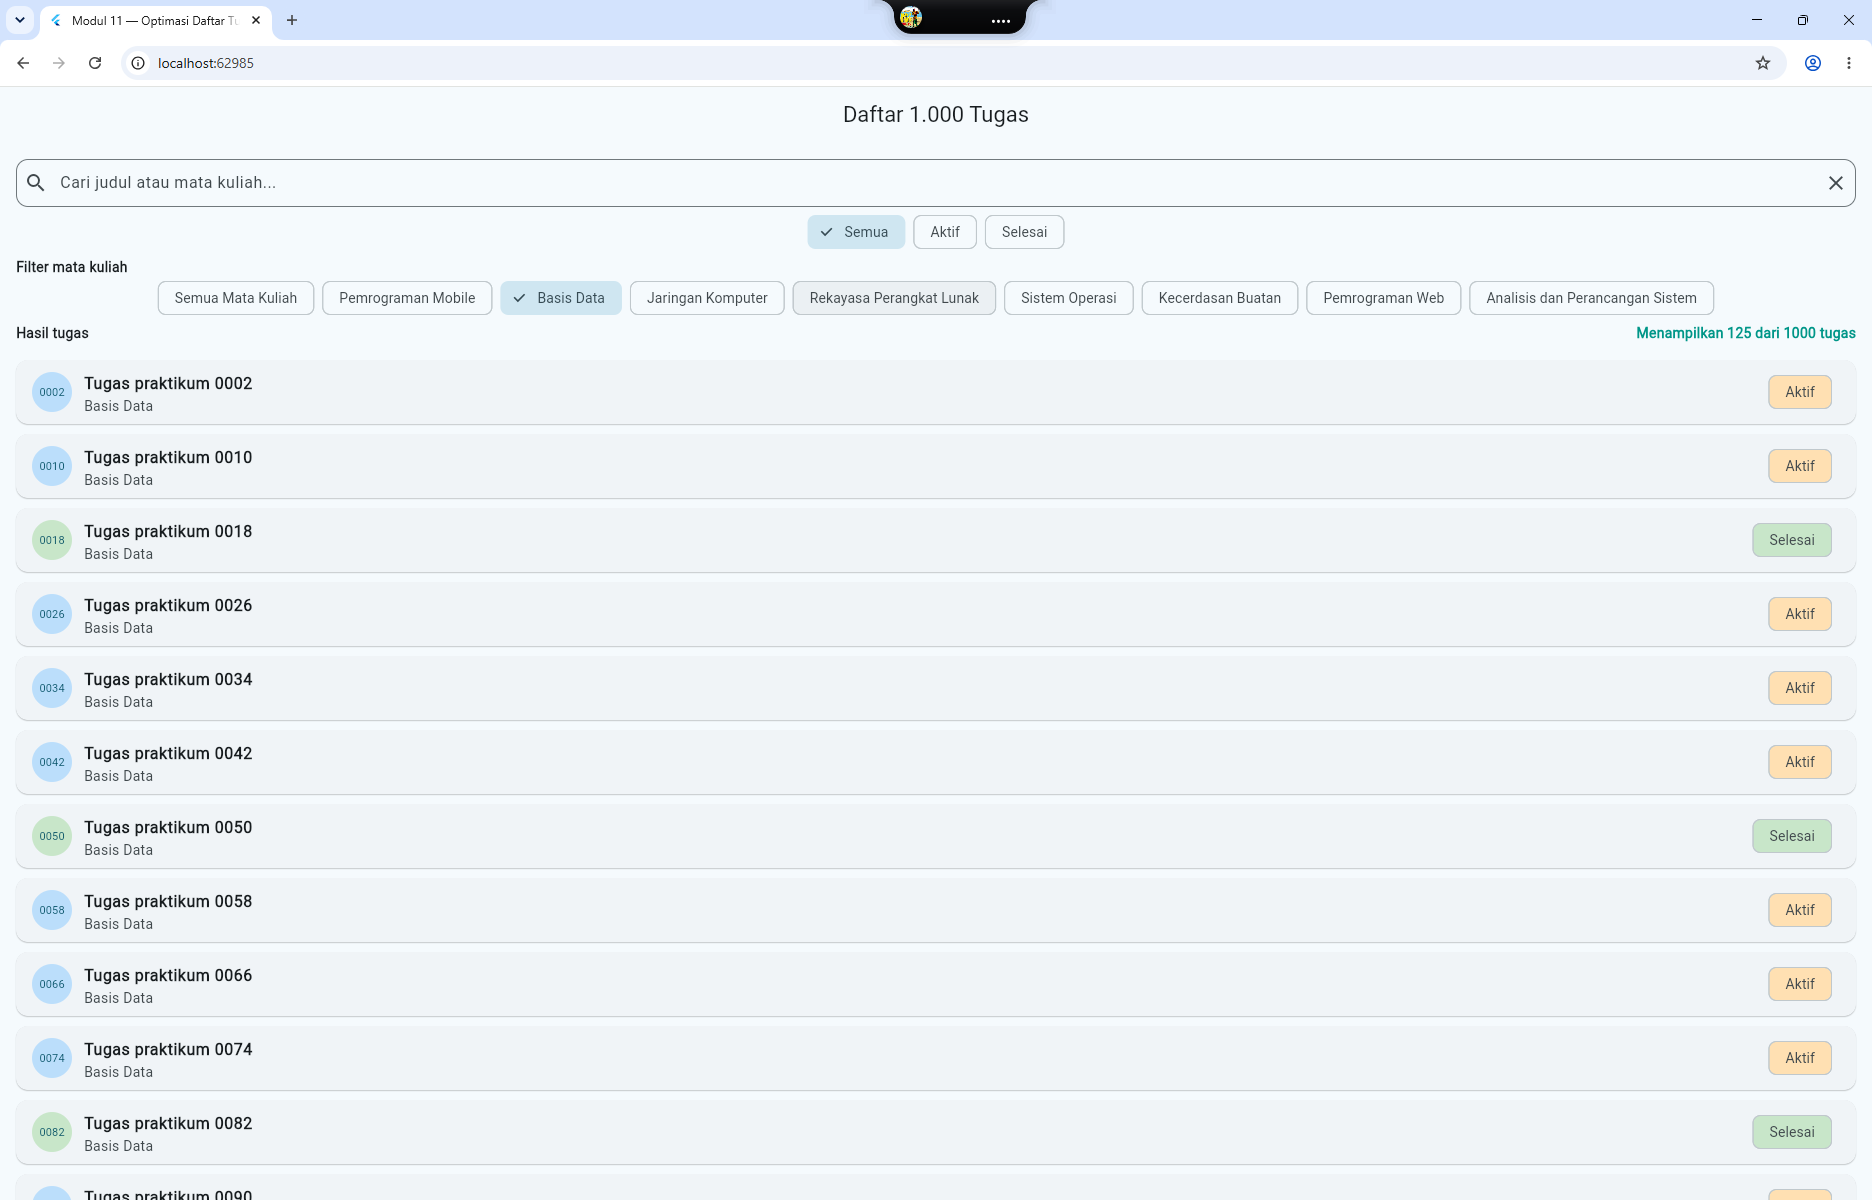 Modul 11 — Optimasi Daftar Tu
localhost:62985
Daftar 1.000 Tugas
Cari judul atau mata kuliah...
Semua Aktif Selesai
Filter mata kuliah
Semua Mata Kuliah Pemrograman Mobile Basis Data Jaringan Komputer Rekayasa Perangkat Lunak Sistem Operasi Kecerdasan Buatan Pemrograman Web Analisis dan Perancangan Sistem
Hasil tugas Menampilkan 125 dari 1000 tugas
0002 Tugas praktikum 0002 Aktif
Basis Data
0010 Tugas praktikum 0010 Aktif
Basis Data
0018 Tugas praktikum 0018 Selesai
Basis Data
0026 Tugas praktikum 0026 Aktif
Basis Data
0034 Tugas praktikum 0034 Aktif
Basis Data
0042 Tugas praktikum 0042 Aktif
Basis Data
0050 Tugas praktikum 0050 Selesai
Basis Data
0058 Tugas praktikum 0058 Aktif
Basis Data
0066 Tugas praktikum 0066 Aktif
Basis Data
0074 Tugas praktikum 0074 Aktif
Basis Data
0082 Tugas praktikum 0082 Selesai
Basis Data
Tugas praktikum 0090